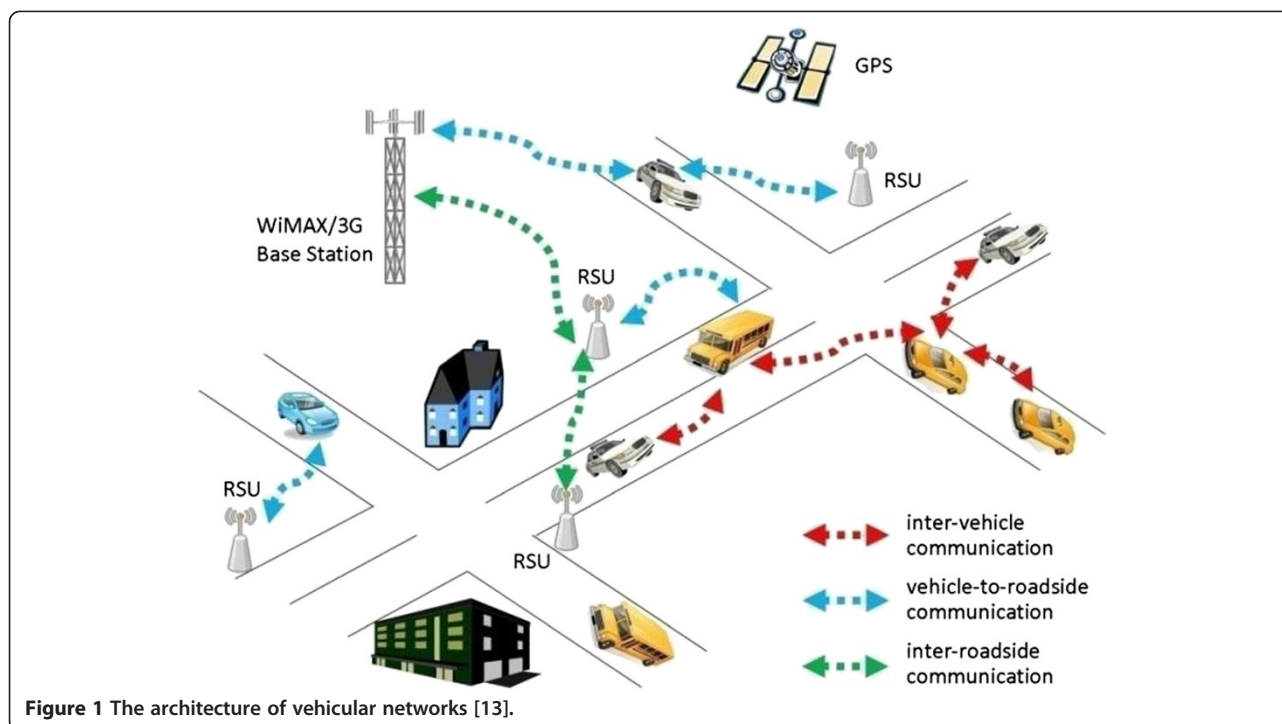 GPS
RSU
WiMAX/3G
Base Station
RSU
RSU
RSU
inter-vehicle
communication
vehicle-to-roadside
communication
inter-roadside
communication
Figure 1 The architecture of vehicular networks [13].